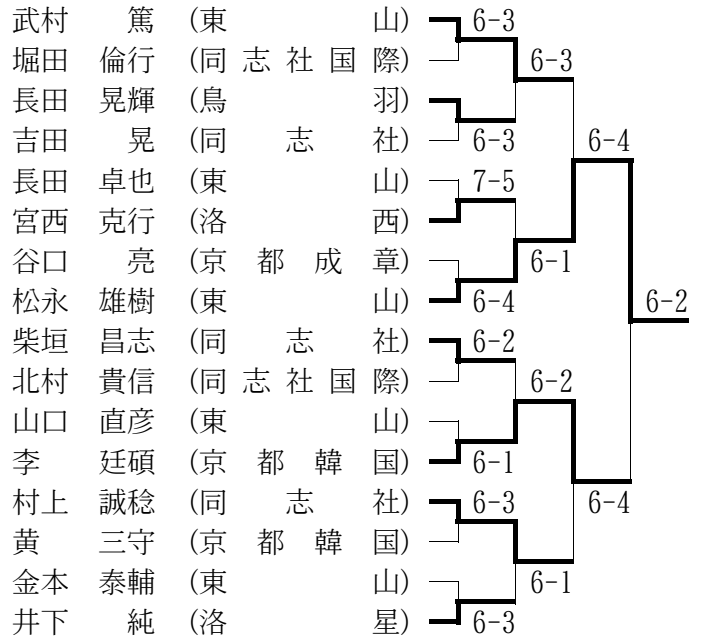 武村 篤 (東 山) 6-3
堀田 倫行 (同志社国際) 6-3
長田 晃輝 (鳥 羽)
吉田 晃 (同 志 社) 6-3 6-4
長田 卓也 (東 山) 7-5
宮西 克行 (洛 西)
谷口 亮 (京都成章) 6-1
松永 雄樹 (東 山) 6-4 6-2
柴垣 昌志 (同 志 社) 6-2
北村 貴信 (同志社国際) 6-2
山口 直彦 (東 山)
李 廷碩 (京都韓国) 6-1
村上 誠稔 (同 志 社) 6-3 6-4
黄 三守 (京都韓国)
金本 泰輔 (東 山) 6-1
井下 純 (洛 星) 6-3